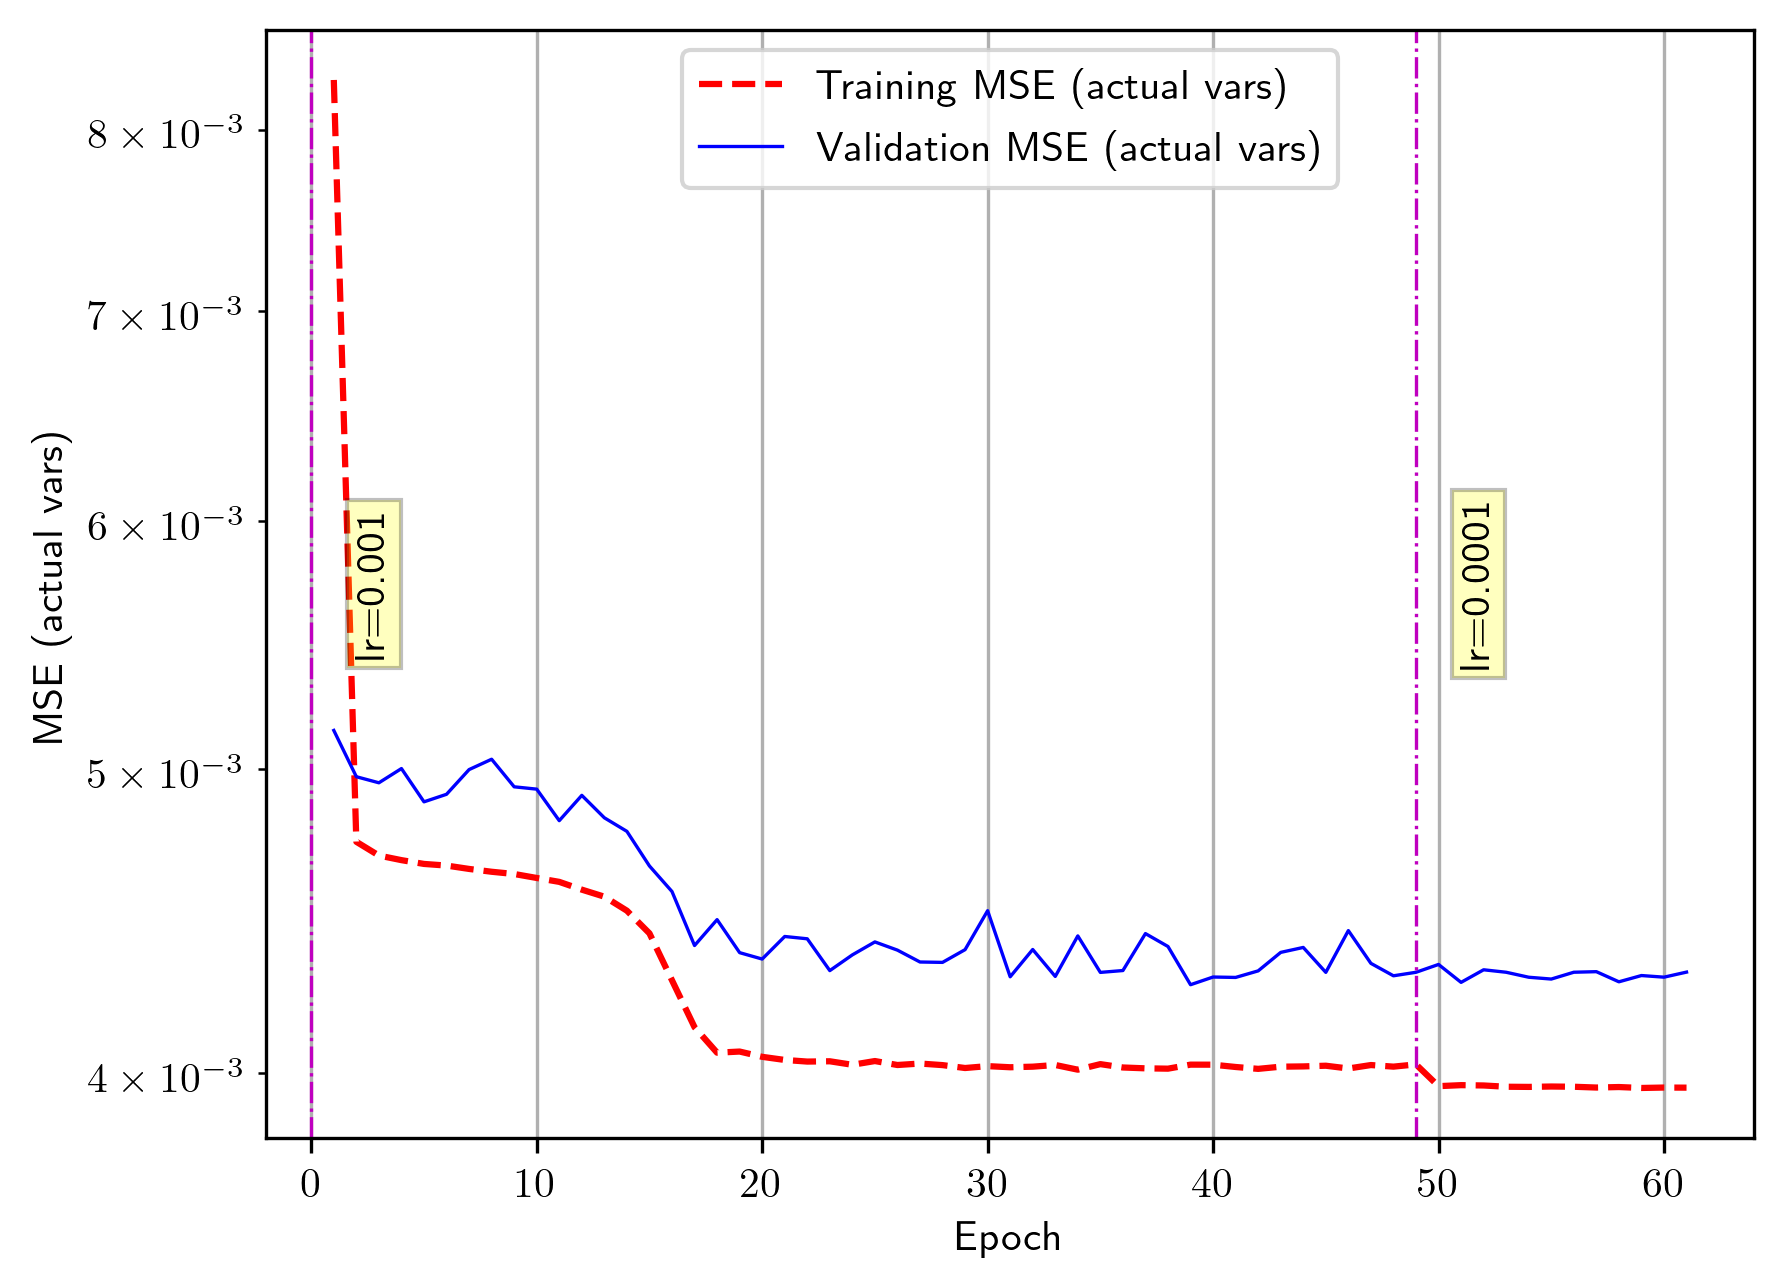 Training MSE (actual vars)
Validation MSE (actual vars)
8 × 10⁻³
7 × 10⁻³
6 × 10⁻³
5 × 10⁻³
4 × 10⁻³
MSE (actual vars)
lr=0.001
lr=0.0001
0 10 20 30 40 50 60
Epoch